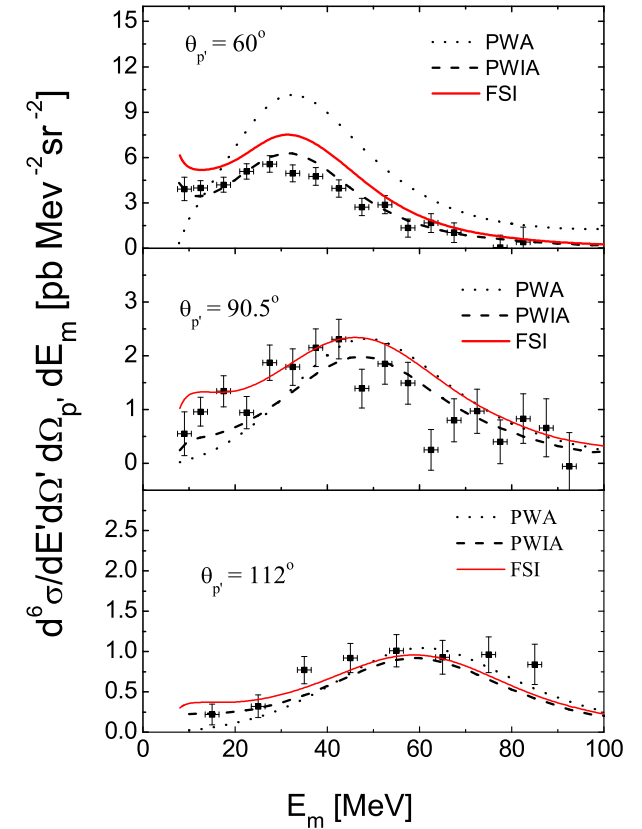 d⁶σ/dE'dΩ' dΩₚ' dEₘ [pb Mev⁻²sr⁻²]
15
12
9
6
3
0
θₚ' = 60°
PWA
PWIA
FSI
3
2
1
0
θₚ' = 90.5°
PWA
PWIA
FSI
2.5
2.0
1.5
1.0
0.5
0.0
θₚ' = 112°
PWA
PWIA
FSI
0 20 40 60 80 100
Eₘ [MeV]